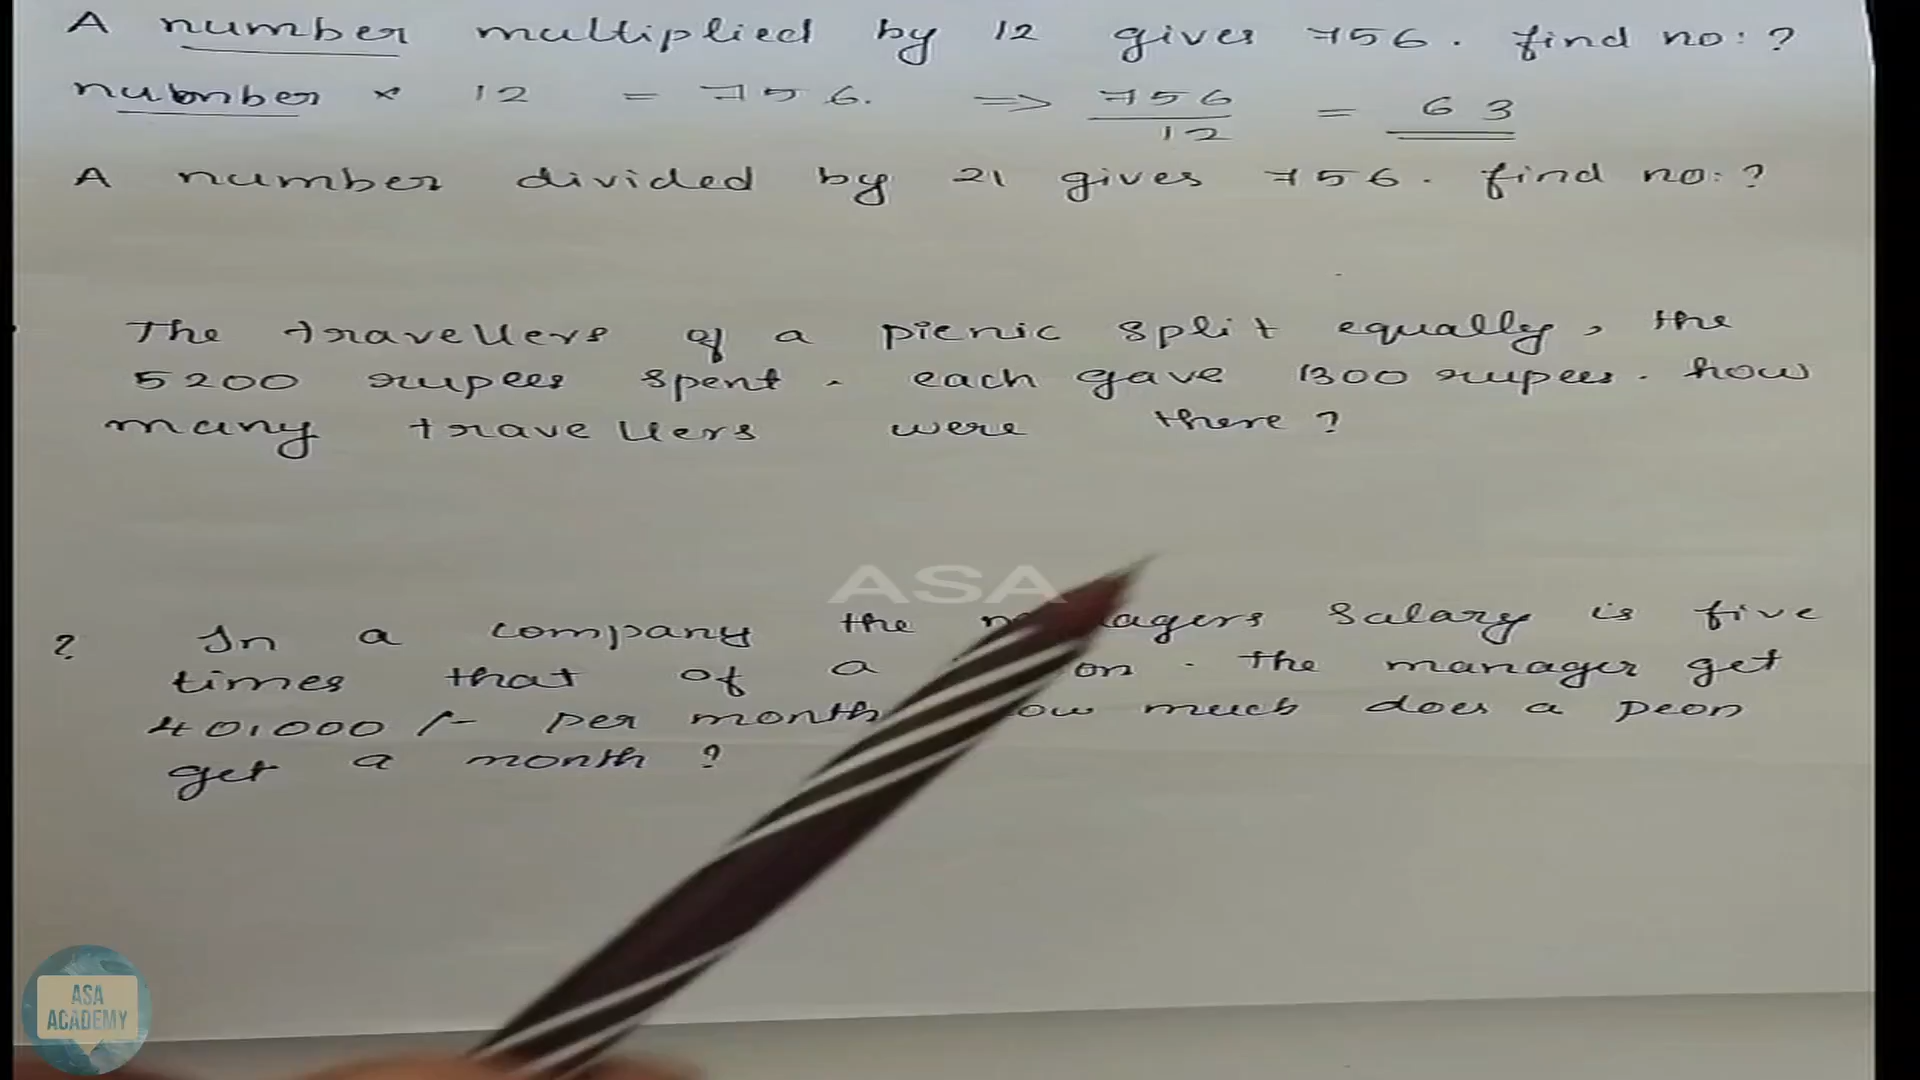 A number multiplied by 12 gives 756. find no: ?
number × 12 = 756. => 756/12 = 63
A number divided by 21 gives 756. find no: ?
The travellers of a picnic split equally, the
5200 rupees spent. each gave 1300 rupees. how
many travellers were there?
ASA
? In a company the managers salary is five
times that of a on. The manager get
40,000/- per month ow much does a peon
get a month ?
ASA
ACADEMY